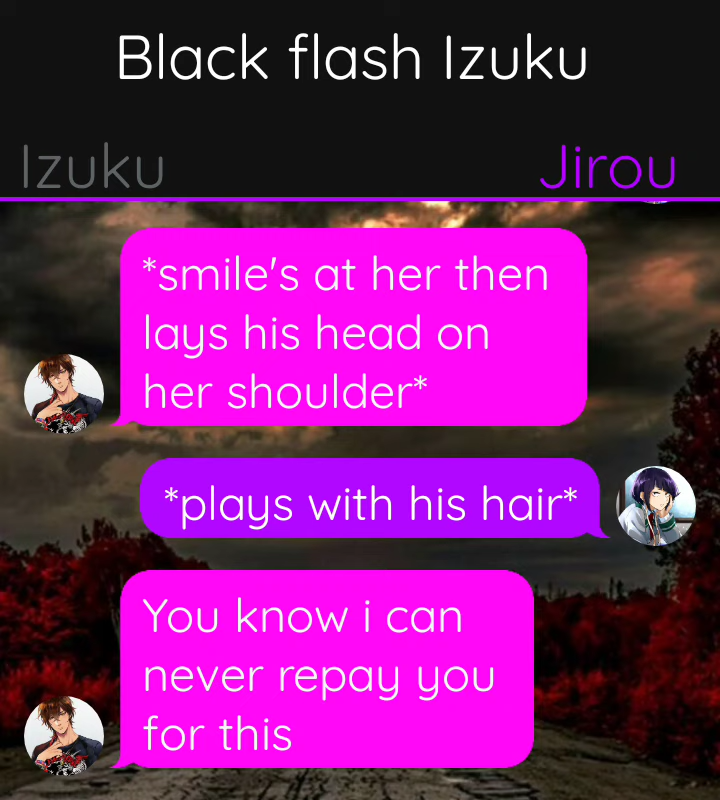 Black flash Izuku
Izuku Jirou
*smile's at her then
lays his head on
her shoulder*
*plays with his hair*
You know i can
never repay you
for this